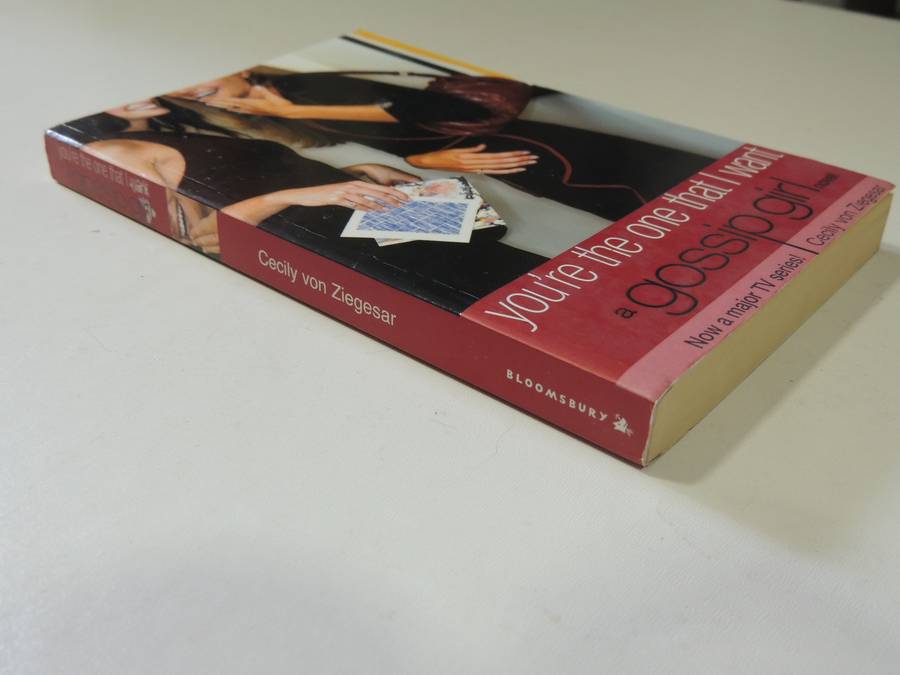 you're the one that I want
a gossip girl novel
Now a major TV series! Cecily von Ziegesar
Cecily von Ziegesar
BLOOMSBURY